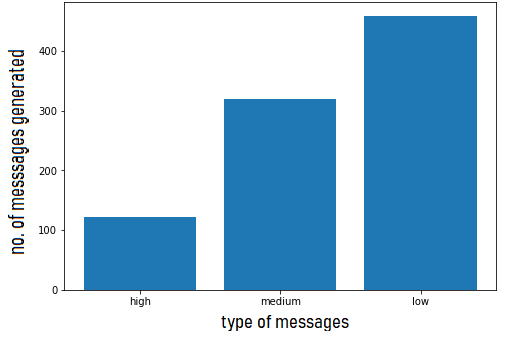 no. of messsages generated
400
300
200
100
0
high medium low
type of messages